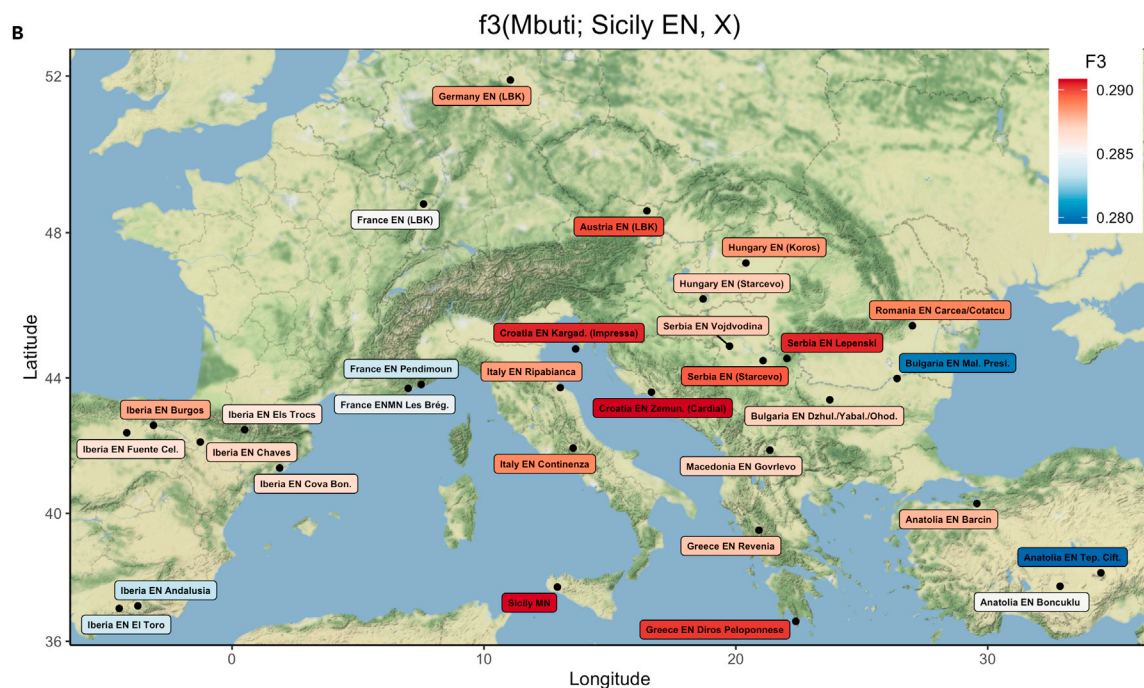 B
f3(Mbuti; Sicily EN, X)
F3
0.290
0.285
0.280
52
48
44
40
36
Latitude
Germany EN (LBK)
France EN (LBK)
Austria EN (LBK)
Hungary EN (Koros)
Hungary EN (Starcevo)
Romania EN Carcea/Cotatcu
Serbia EN Vojdvodina
Croatia EN Kargad. (Impressa)
Serbia EN Lepenski
Bulgaria EN Mal. Presl.
France EN Pendimoun
Italy EN Ripabianca
Serbia EN (Starcevo)
France ENMN Les Brég.
Croatia EN Zemun. (Cardial)
Iberia EN Burgos
Iberia EN Els Trocs
Bulgaria EN Dzhul./Yabal./Ohod.
Iberia EN Fuente Cel.
Iberia EN Chaves
Italy EN Continenza
Macedonia EN Govrlevo
Iberia EN Cova Bon.
Anatolia EN Barcin
Greece EN Revenia
Anatolia EN Tep. Cift.
Iberia EN Andalusia
Sicily MN
Anatolia EN Boncuklu
Iberia EN El Toro
Greece EN Diros Peloponnese
0
10
20
30
Longitude